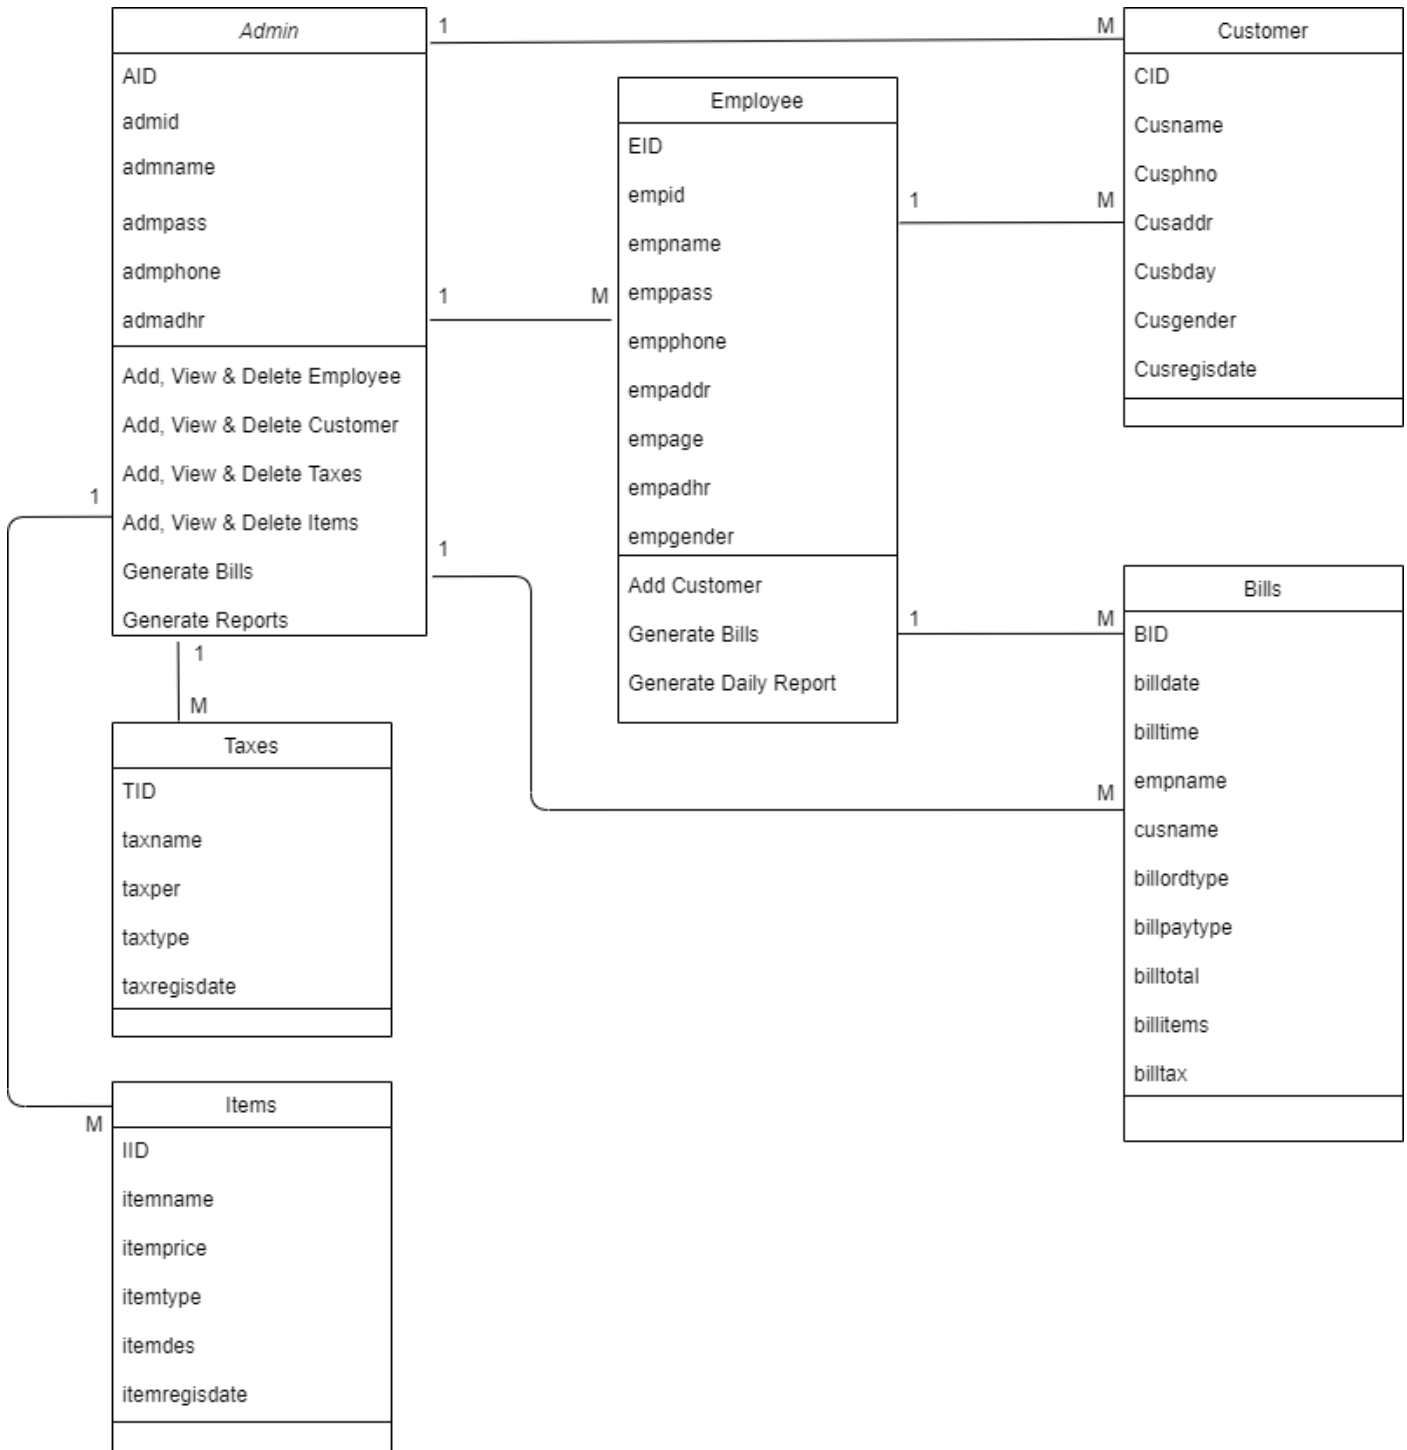 Admin
AID
admid
admname
admpass
admphone
admadhr
Add, View & Delete Employee
Add, View & Delete Customer
Add, View & Delete Taxes
Add, View & Delete Items
Generate Bills
Generate Reports
1
M
1
M
1
M
1
M
1
M
1
M
1
M
Employee
EID
empid
empname
emppass
empphone
empaddr
empage
empadhr
empgender
Add Customer
Generate Bills
Generate Daily Report
Customer
CID
Cusname
Cusphno
Cusaddr
Cusbday
Cusgender
Cusregisdate
Bills
BID
billdate
billtime
empname
cusname
billordtype
billpaytype
billtotal
billitems
billtax
Taxes
TID
taxname
taxper
taxtype
taxregisdate
Items
IID
itemname
itemprice
itemtype
itemdes
itemregisdate